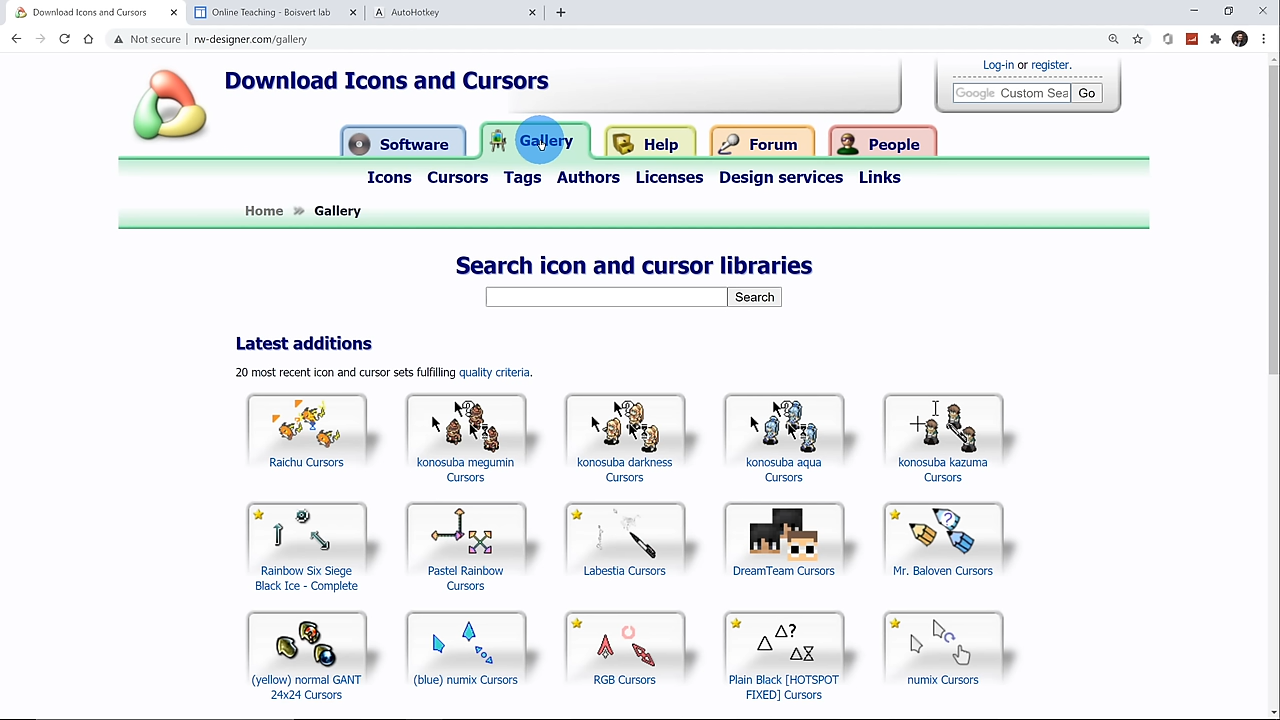 Download Icons and Cursors
Online Teaching - Boisvert lab
AutoHotkey
Not secure
rw-designer.com/gallery
Download Icons and Cursors
Log-in or register.
Google Custom Sea
Go
Software
Gallery
Help
Forum
People
Icons
Cursors
Tags
Authors
Licenses
Design services
Links
Home
Gallery
Search icon and cursor libraries
Search
Latest additions
20 most recent icon and cursor sets fulfilling quality criteria.
Raichu Cursors
konosuba megumin
Cursors
konosuba darkness
Cursors
konosuba aqua
Cursors
konosuba kazuma
Cursors
Rainbow Six Siege
Black Ice - Complete
Pastel Rainbow
Cursors
Labestia Cursors
DreamTeam Cursors
Mr. Baloven Cursors
(yellow) normal GANT
24x24 Cursors
(blue) numix Cursors
RGB Cursors
Plain Black [HOTSPOT
FIXED] Cursors
numix Cursors